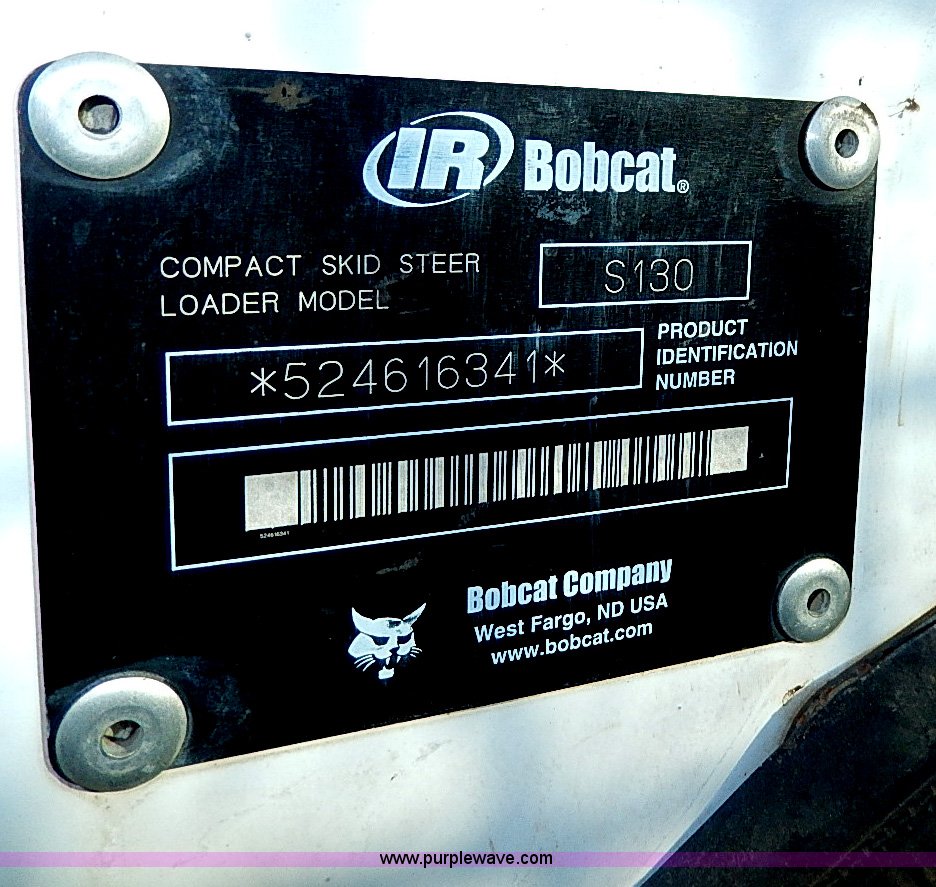 IR Bobcat®
COMPACT SKID STEER
LOADER MODEL
S130
*524616341*
PRODUCT
IDENTIFICATION
NUMBER
524616341
Bobcat Company
West Fargo, ND USA
www.bobcat.com
www.purplewave.com